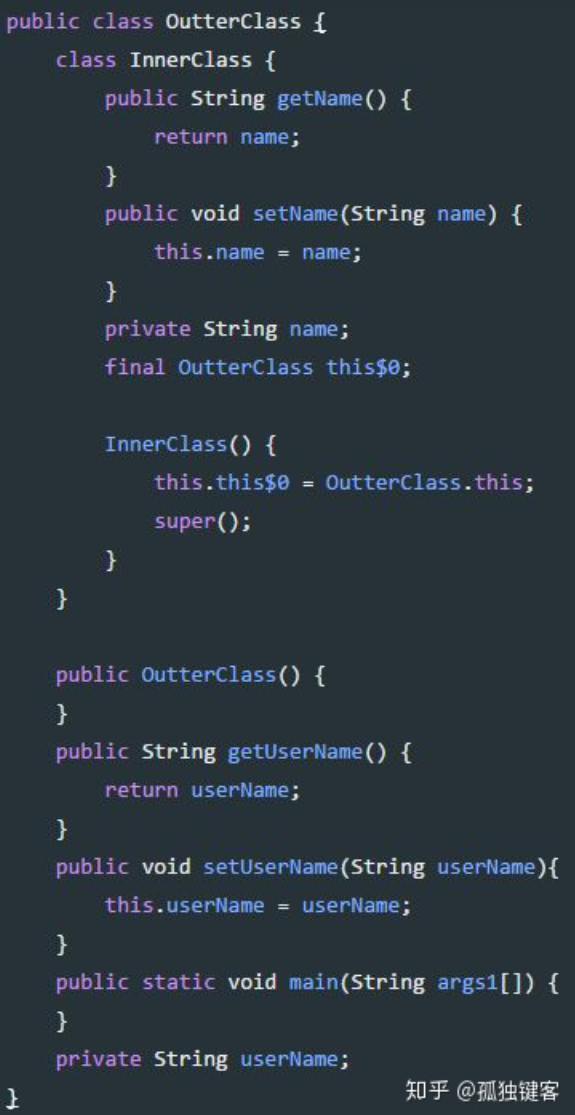 public class OutterClass {
    class InnerClass {
        public String getName() {
            return name;
        }
        public void setName(String name) {
            this.name = name;
        }
        private String name;
        final OutterClass this$0;

        InnerClass() {
            this.this$0 = OutterClass.this;
            super();
        }
    }

    public OutterClass() {
    }
    public String getUserName() {
        return userName;
    }
    public void setUserName(String userName){
        this.userName = userName;
    }
    public static void main(String args1[]) {
    }
    private String userName;
}
知乎 @孤独键客